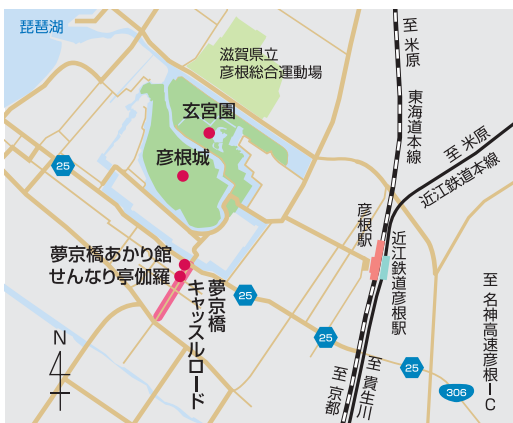 琵琶湖
滋賀県立
彦根総合運動場
至 米原
東海道本線
至 米原
近江鉄道本線
玄宮園
彦根城
25
彦根駅
近江鉄道彦根駅
夢京橋あかり館
せんなり亭伽羅
夢京橋
キャッスルロード
25
25
25
至 名神高速彦根IC
306
至 貴生川
至 京都
N